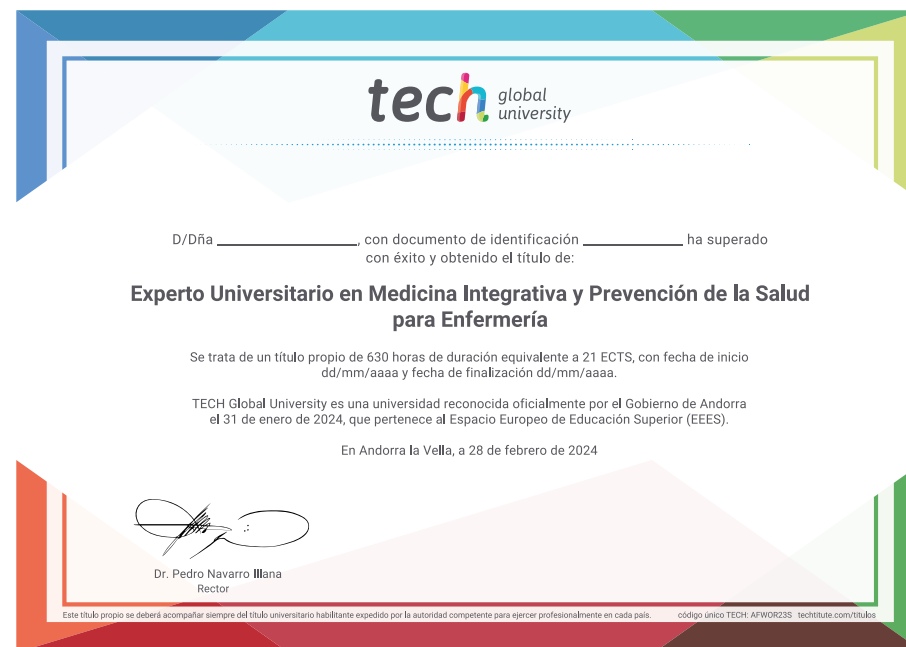 tech global university
D/Dña ____________________, con documento de identificación ______________ ha superado
con éxito y obtenido el título de:
Experto Universitario en Medicina Integrativa y Prevención de la Salud
para Enfermería
Se trata de un título propio de 630 horas de duración equivalente a 21 ECTS, con fecha de inicio
dd/mm/aaaa y fecha de finalización dd/mm/aaaa.
TECH Global University es una universidad reconocida oficialmente por el Gobierno de Andorra
el 31 de enero de 2024, que pertenece al Espacio Europeo de Educación Superior (EEES).
En Andorra la Vella, a 28 de febrero de 2024
Dr. Pedro Navarro Illana
Rector
Este título propio se deberá acompañar siempre del título universitario habilitante expedido por la autoridad competente para ejercer profesionalmente en cada país. código único TECH: AFWOR23S techtitute.com/titulos